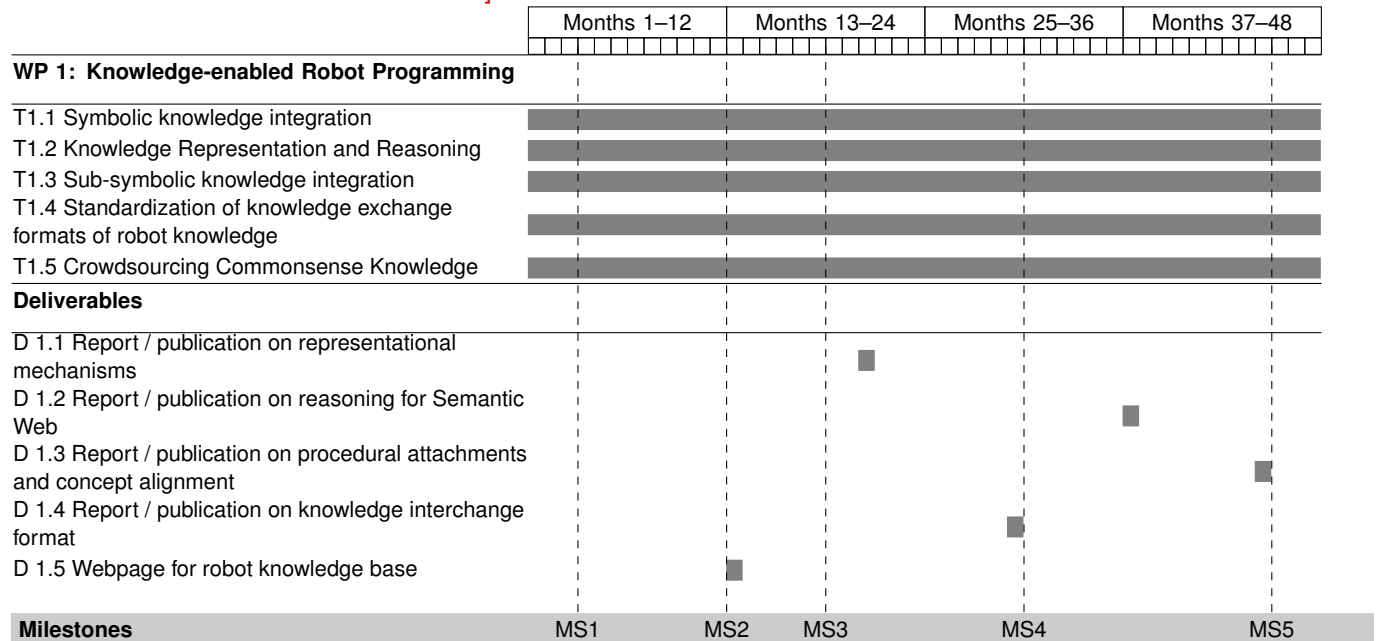 ]
Months 1–12 Months 13–24 Months 25–36 Months 37–48
WP 1: Knowledge-enabled Robot Programming
T1.1 Symbolic knowledge integration
T1.2 Knowledge Representation and Reasoning
T1.3 Sub-symbolic knowledge integration
T1.4 Standardization of knowledge exchange
formats of robot knowledge
T1.5 Crowdsourcing Commonsense Knowledge
Deliverables
D 1.1 Report / publication on representational
mechanisms
D 1.2 Report / publication on reasoning for Semantic
Web
D 1.3 Report / publication on procedural attachments
and concept alignment
D 1.4 Report / publication on knowledge interchange
format
D 1.5 Webpage for robot knowledge base
Milestones MS1 MS2 MS3 MS4 MS5